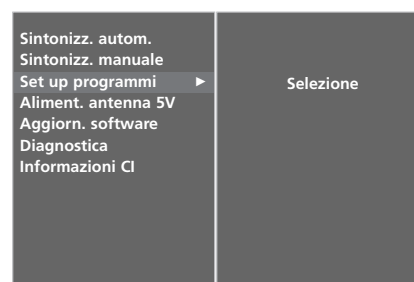 Sintonizz. autom.
Sintonizz. manuale
Set up programmi ►
Aliment. antenna 5V
Aggiorn. software
Diagnostica
Informazioni CI
Selezione